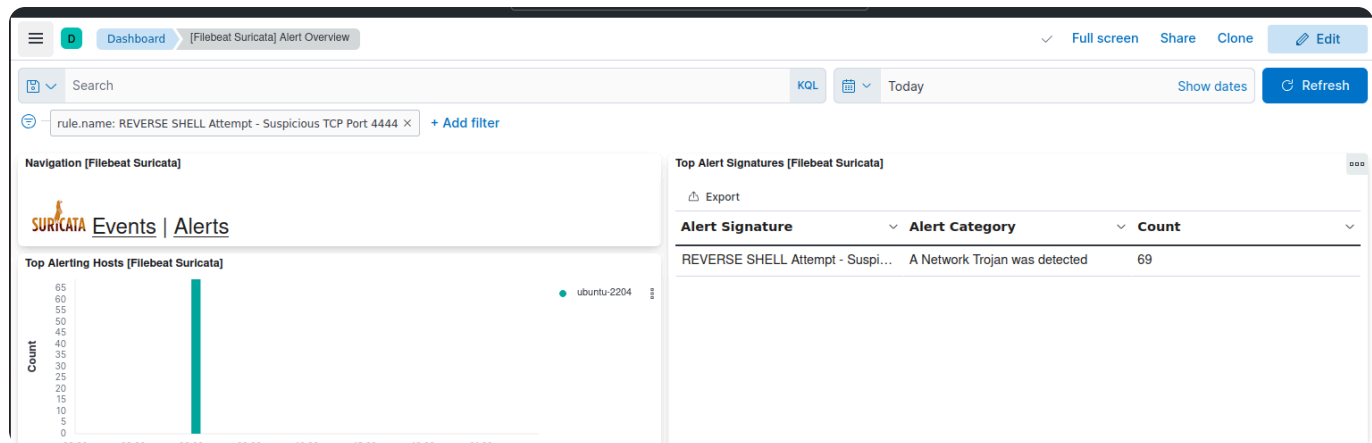 D Dashboard [Filebeat Suricata] Alert Overview Full screen Share Clone Edit
Search KQL Today Show dates Refresh
rule.name: REVERSE SHELL Attempt - Suspicious TCP Port 4444 × + Add filter
Navigation [Filebeat Suricata]
SURICATA Events | Alerts
Top Alerting Hosts [Filebeat Suricata]
65
60
55
50
45
40
35
30
25
20
15
10
5
0
Count
ubuntu-2204
Top Alert Signatures [Filebeat Suricata]
Export
Alert Signature Alert Category Count
REVERSE SHELL Attempt - Suspi... A Network Trojan was detected 69